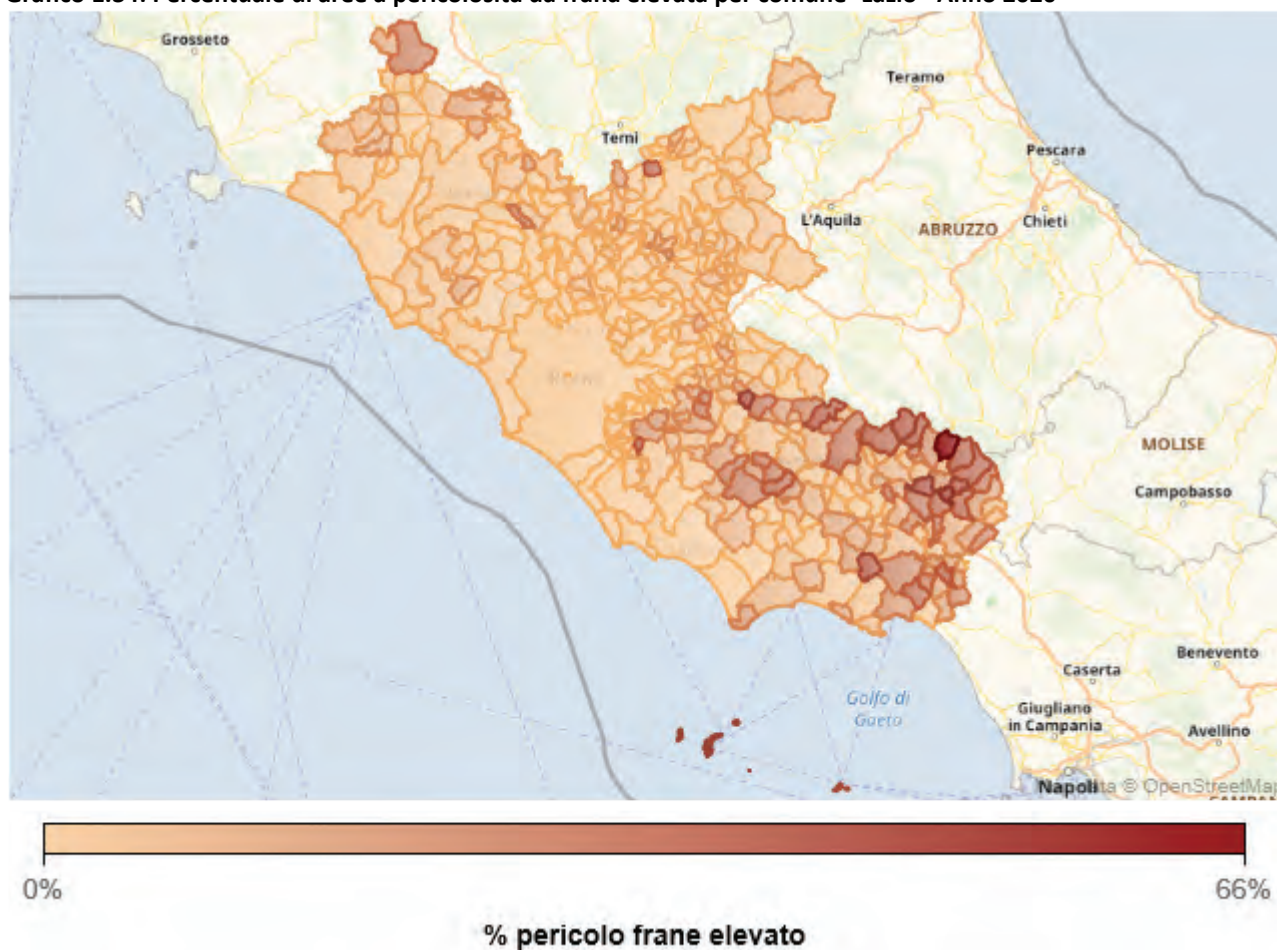 Grosseto
Teramo
Terni
Pescara
L'Aquila
ABRUZZO
Chieti
MOLISE
Campobasso
Benevento
Caserta
Golfo di
Gaeta
Giugliano
in Campania
Avellino
Napoli
© OpenStreetMap
0%
66%
% pericolo frane elevato